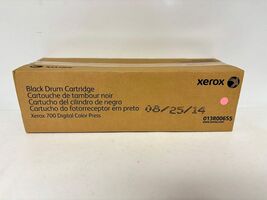 Black Drum Cartridge
Cartouche de tambour noir
Cartucho del cilindro de negro
Cartucho do fotorreceptor em preto
Xerox 700 Digital Color Press
08/25/14
xerox
013R00655